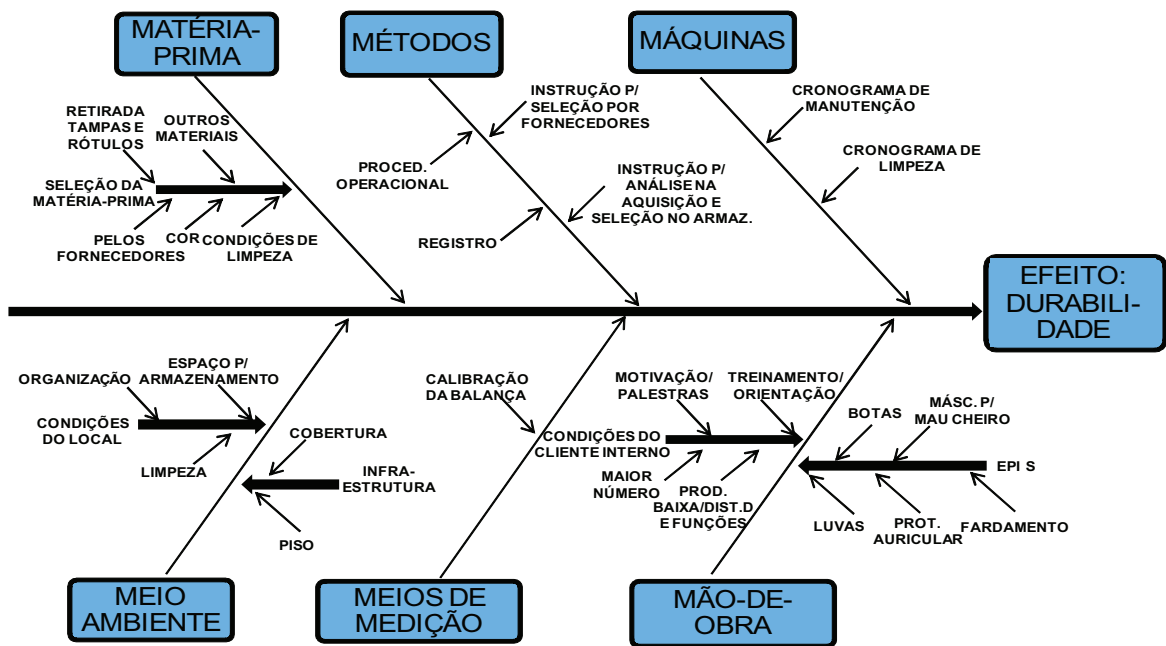 MATÉRIA-
PRIMA
MÉTODOS
MÁQUINAS
RETIRADA
TAMPAS E
RÓTULOS
OUTROS
MATERIAIS
SELEÇÃO DA
MATÉRIA-PRIMA
PELOS
FORNECEDORES
COR
CONDIÇÕES DE
LIMPEZA
INSTRUÇÃO P/
SELEÇÃO POR
FORNECEDORES
PROCED.
OPERACIONAL
INSTRUÇÃO P/
ANÁLISE NA
AQUISIÇÃO E
SELEÇÃO NO ARMAZ.
REGISTRO
CRONOGRAMA DE
MANUTENÇÃO
CRONOGRAMA DE
LIMPEZA
EFEITO:
DURABILI-
DADE
ORGANIZAÇÃO
ESPAÇO P/
ARMAZENAMENTO
CONDIÇÕES
DO LOCAL
LIMPEZA
COBERTURA
INFRA-
ESTRUTURA
PISO
CALIBRAÇÃO
DA BALANÇA
MOTIVAÇÃO/
PALESTRAS
TREINAMENTO/
ORIENTAÇÃO
CONDIÇÕES DO
CLIENTE INTERNO
MAIOR
NÚMERO
PROD.
BAIXA/DIST.D
E FUNÇÕES
BOTAS
MÁSC. P/
MAU CHEIRO
EPI S
LUVAS
PROT.
AURICULAR
FARDAMENTO
MEIO
AMBIENTE
MEIOS DE
MEDIÇÃO
MÃO-DE-
OBRA